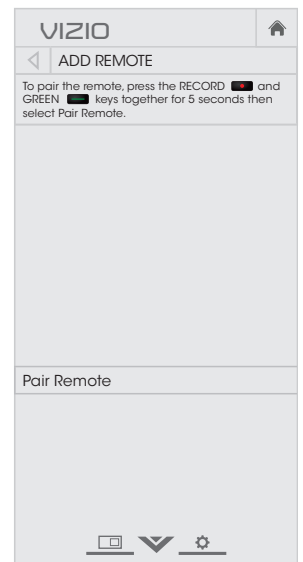 VIZIO
ADD REMOTE
To pair the remote, press the RECORD and
GREEN keys together for 5 seconds then
select Pair Remote.
Pair Remote